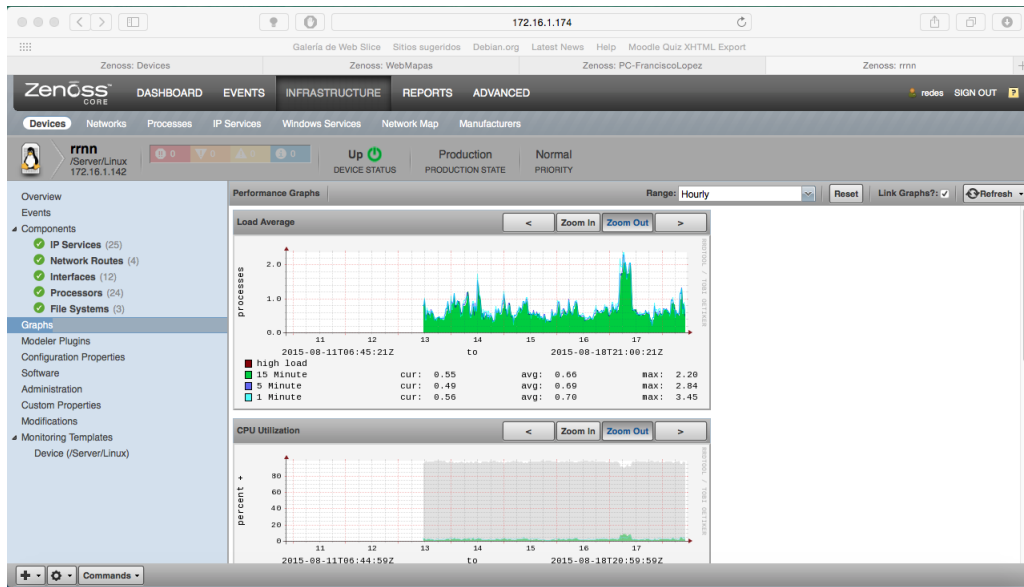 172.16.1.174
Galería de Web Slice Sitios sugeridos Debian.org Latest News Help Moodle Quiz XHTML Export
Zenoss: Devices Zenoss: WebMapas Zenoss: PC-FranciscoLopez Zenoss: rrnn
Zenōss CORE DASHBOARD EVENTS INFRASTRUCTURE REPORTS ADVANCED redes SIGN OUT ?
Devices Networks Processes IP Services Windows Services Network Map Manufacturers
rrnn
/Server/Linux
172.16.1.142
0 0 0 0
Up
DEVICE STATUS
Production
PRODUCTION STATE
Normal
PRIORITY
Overview
Events
Components
IP Services (25)
Network Routes (4)
Interfaces (12)
Processors (24)
File Systems (3)
Graphs
Modeler Plugins
Configuration Properties
Software
Administration
Custom Properties
Modifications
Monitoring Templates
Device (/Server/Linux)
Performance Graphs Range: Hourly Reset Link Graphs?: Refresh
Load Average < Zoom In Zoom Out >
processes
2.0
1.0
0.0
11 12 13 14 15 16 17
2015-08-11T06:45:21Z to 2015-08-18T21:00:21Z
high load
15 Minute cur: 0.55 avg: 0.66 max: 2.20
5 Minute cur: 0.49 avg: 0.69 max: 2.84
1 Minute cur: 0.56 avg: 0.70 max: 3.45
RRDTOOL / TOBI OETIKER
CPU Utilization < Zoom In Zoom Out >
percent +
80
60
40
20
0
11 12 13 14 15 16 17
2015-08-11T06:44:59Z to 2015-08-18T20:59:59Z
RRDTOOL / TOBI OETIKER
Commands